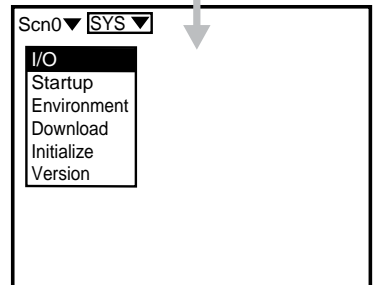 Scn0▼ SYS ▼
I/O
Startup
Environment
Download
Initialize
Version